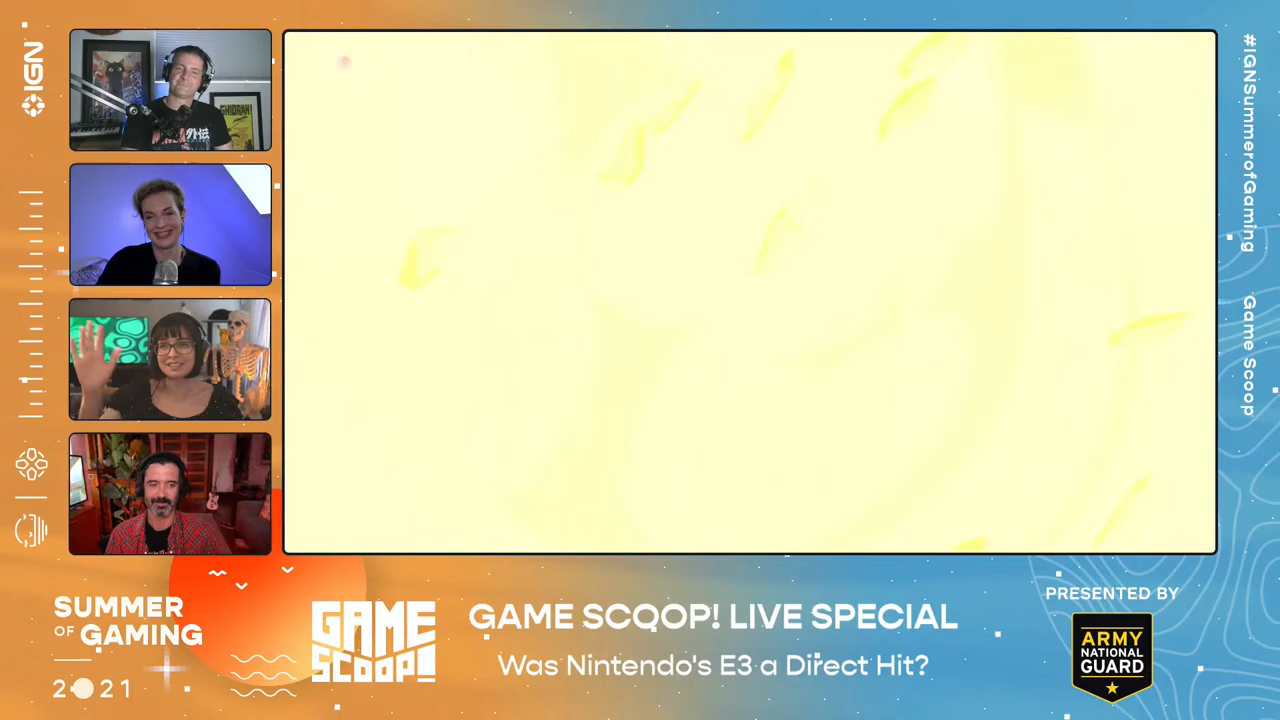 IGN
GHIDRAH!
#IGNSummerofGaming
Game Scoop
SUMMER
OF GAMING
2021
GAME
SCOOP!
GAME SCOOP! LIVE SPECIAL
Was Nintendo's E3 a Direct Hit?
PRESENTED BY
ARMY
NATIONAL
GUARD